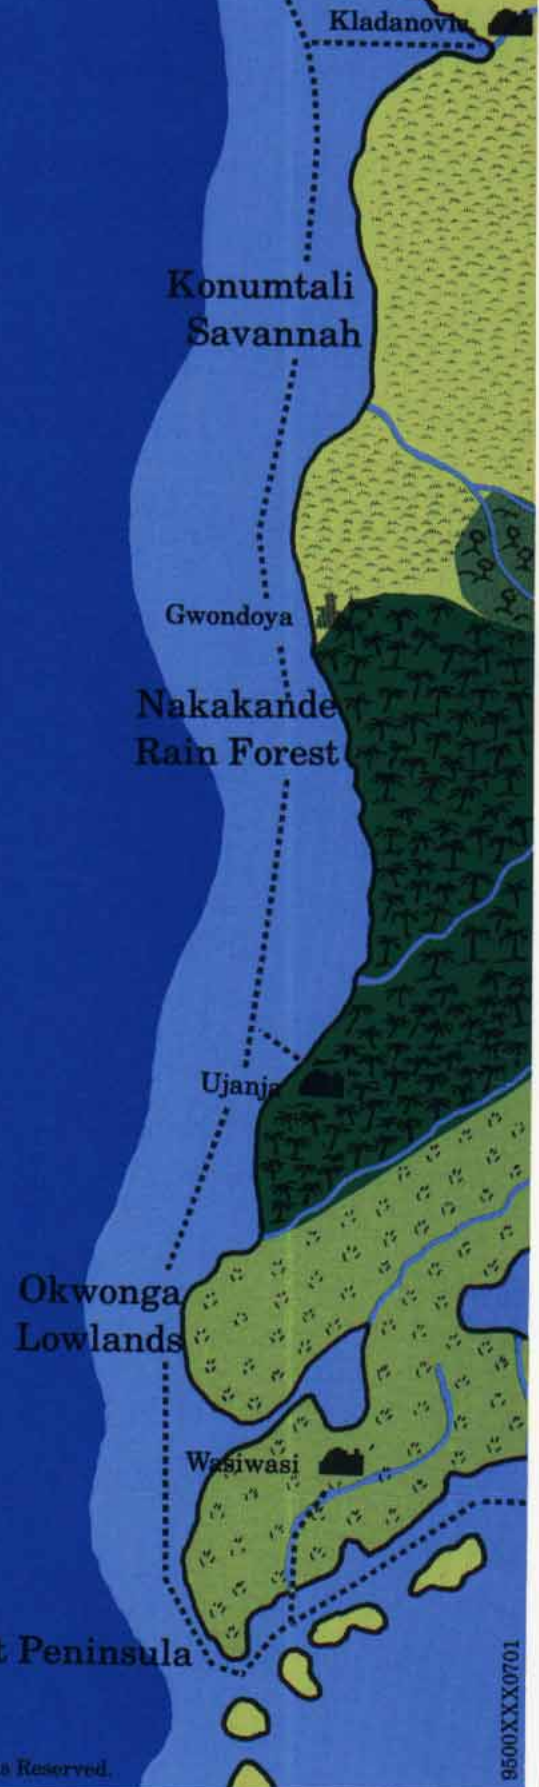 Kladanovic
Konumtali
Savannah
Gwondoya
Nakakande
Rain Forest
Ujanja
Okwonga
Lowlands
Wasiwasi
t Peninsula
s Reserved.
9500XXX0701